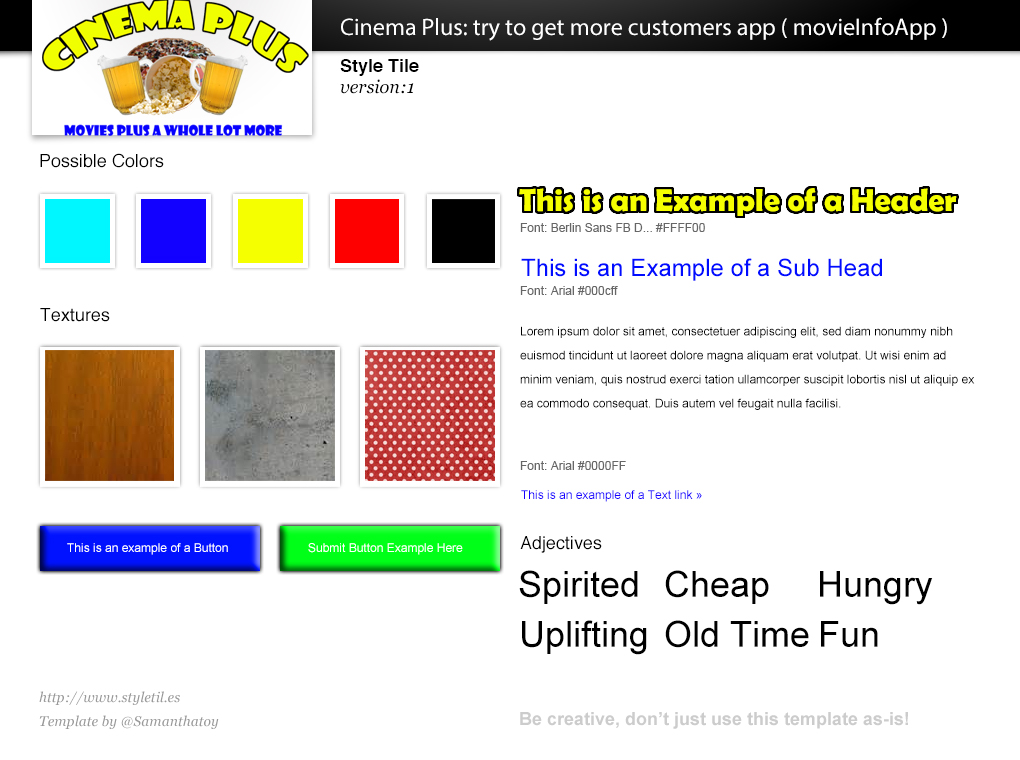 CINEMA PLUS
MOVIES PLUS A WHOLE LOT MORE
Cinema Plus: try to get more customers app ( movieInfoApp )
Style Tile
version:1
Possible Colors
Textures
This is an example of a Button
Submit Button Example Here
This is an Example of a Header
Font: Berlin Sans FB D... #FFFF00
This is an Example of a Sub Head
Font: Arial #000cff
Lorem ipsum dolor sit amet, consectetuer adipiscing elit, sed diam nonummy nibh
euismod tincidunt ut laoreet dolore magna aliquam erat volutpat. Ut wisi enim ad
minim veniam, quis nostrud exerci tation ullamcorper suscipit lobortis nisl ut aliquip ex
ea commodo consequat. Duis autem vel feugait nulla facilisi.
Font: Arial #0000FF
This is an example of a Text link »
Adjectives
Spirited Cheap Hungry
Uplifting Old Time Fun
http://www.styletil.es
Template by @Samanthatoy
Be creative, don’t just use this template as-is!